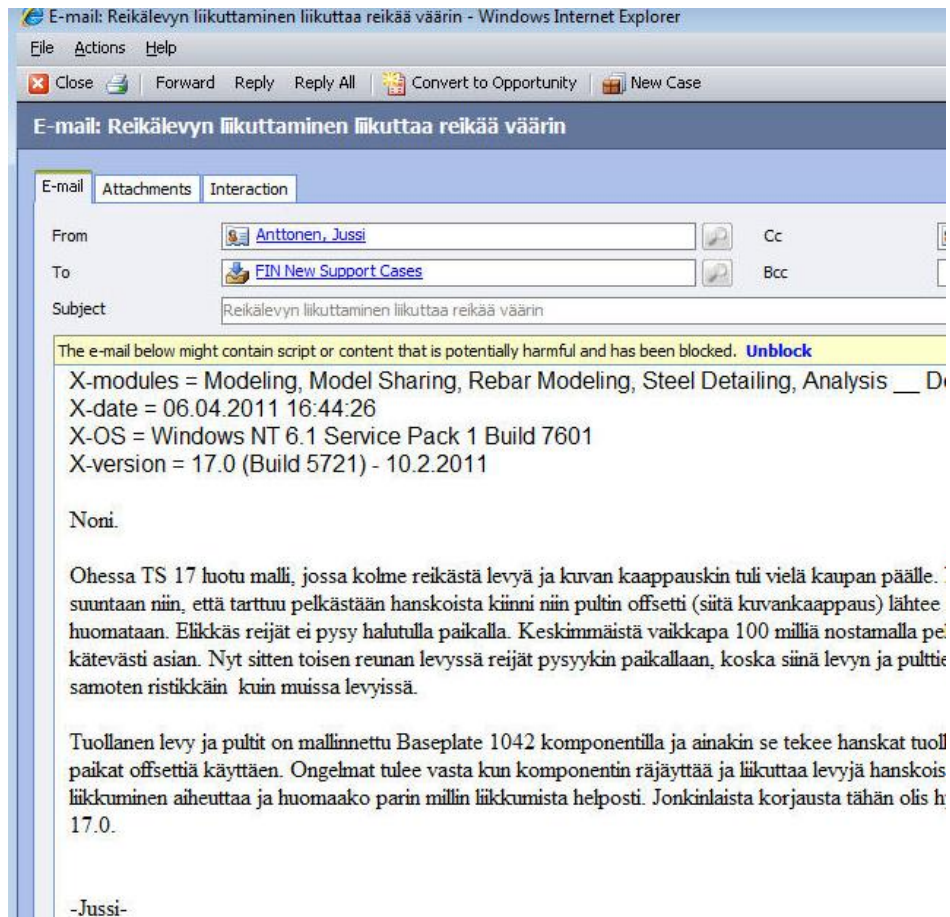 E-mail: Reikälevyn liikuttaminen liikuttaa reikää väärin - Windows Internet Explorer
File Actions Help
Close Forward Reply Reply All Convert to Opportunity New Case
E-mail: Reikälevyn liikuttaminen liikuttaa reikää väärin
E-mail Attachments Interaction
From Anttonen, Jussi Cc
To FIN New Support Cases Bcc
Subject Reikälevyn liikuttaminen liikuttaa reikää väärin
The e-mail below might contain script or content that is potentially harmful and has been blocked. Unblock
X-modules = Modeling, Model Sharing, Rebar Modeling, Steel Detailing, Analysis __
X-date = 06.04.2011 16:44:26
X-OS = Windows NT 6.1 Service Pack 1 Build 7601
X-version = 17.0 (Build 5721) - 10.2.2011
Noni.
Ohessa TS 17 luotu malli, jossa kolme reikästä levyä ja kuvan kaappauskin tuli vielä kaupan päälle.
suuntaan niin, että tarttuu pelkästään hanskoista kiinni niin pultin offsetti (siitä kuvankaappaus) lähtee
huomataan. Elikkäs reijät ei pysy halutulla paikalla. Keskimmäistä vaikkapa 100 milliä nostamalla
kätevästi asian. Nyt sitten toisen reunan levyssä reijät pysyykin paikallaan, koska siinä levyn ja
samoten ristikkäin kuin muissa levyissä.
Tuollanen levy ja pultit on mallinnettu Baseplate 1042 komponentilla ja ainakin se tekee hanskat
paikat offsettiä käyttäen. Ongelmat tulee vasta kun komponentin räjäyttää ja liikuttaa levyjä
liikkuminen aiheuttaa ja huomaako parin millin liikkumista helposti. Jonkinlaista korjausta tähän olis
17.0.
-Jussi-